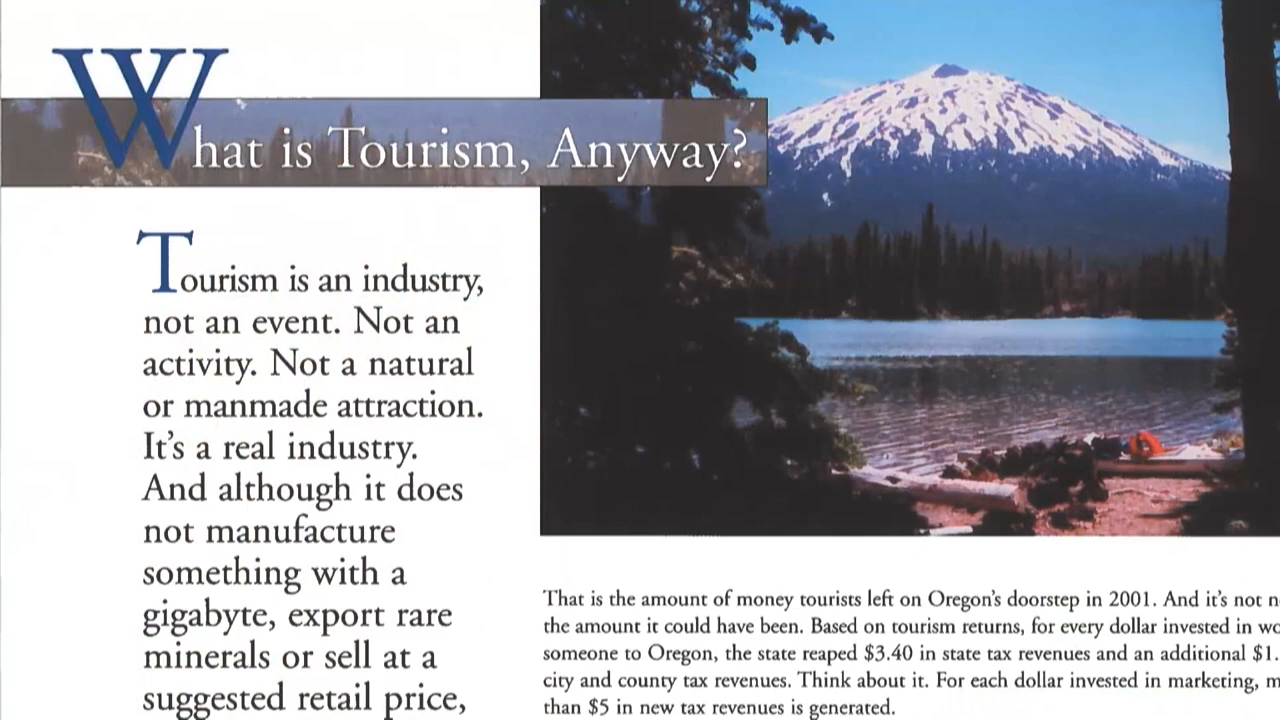 What is Tourism, Anyway?
Tourism is an industry,
not an event. Not an
activity. Not a natural
or manmade attraction.
It's a real industry.
And although it does
not manufacture
something with a
gigabyte, export rare
minerals or sell at a
suggested retail price,
That is the amount of money tourists left on Oregon's doorstep in 2001. And it's not
the amount it could have been. Based on tourism returns, for every dollar invested in
someone to Oregon, the state reaped $3.40 in state tax revenues and an additional $1.
city and county tax revenues. Think about it. For each dollar invested in marketing,
than $5 in new tax revenues is generated.